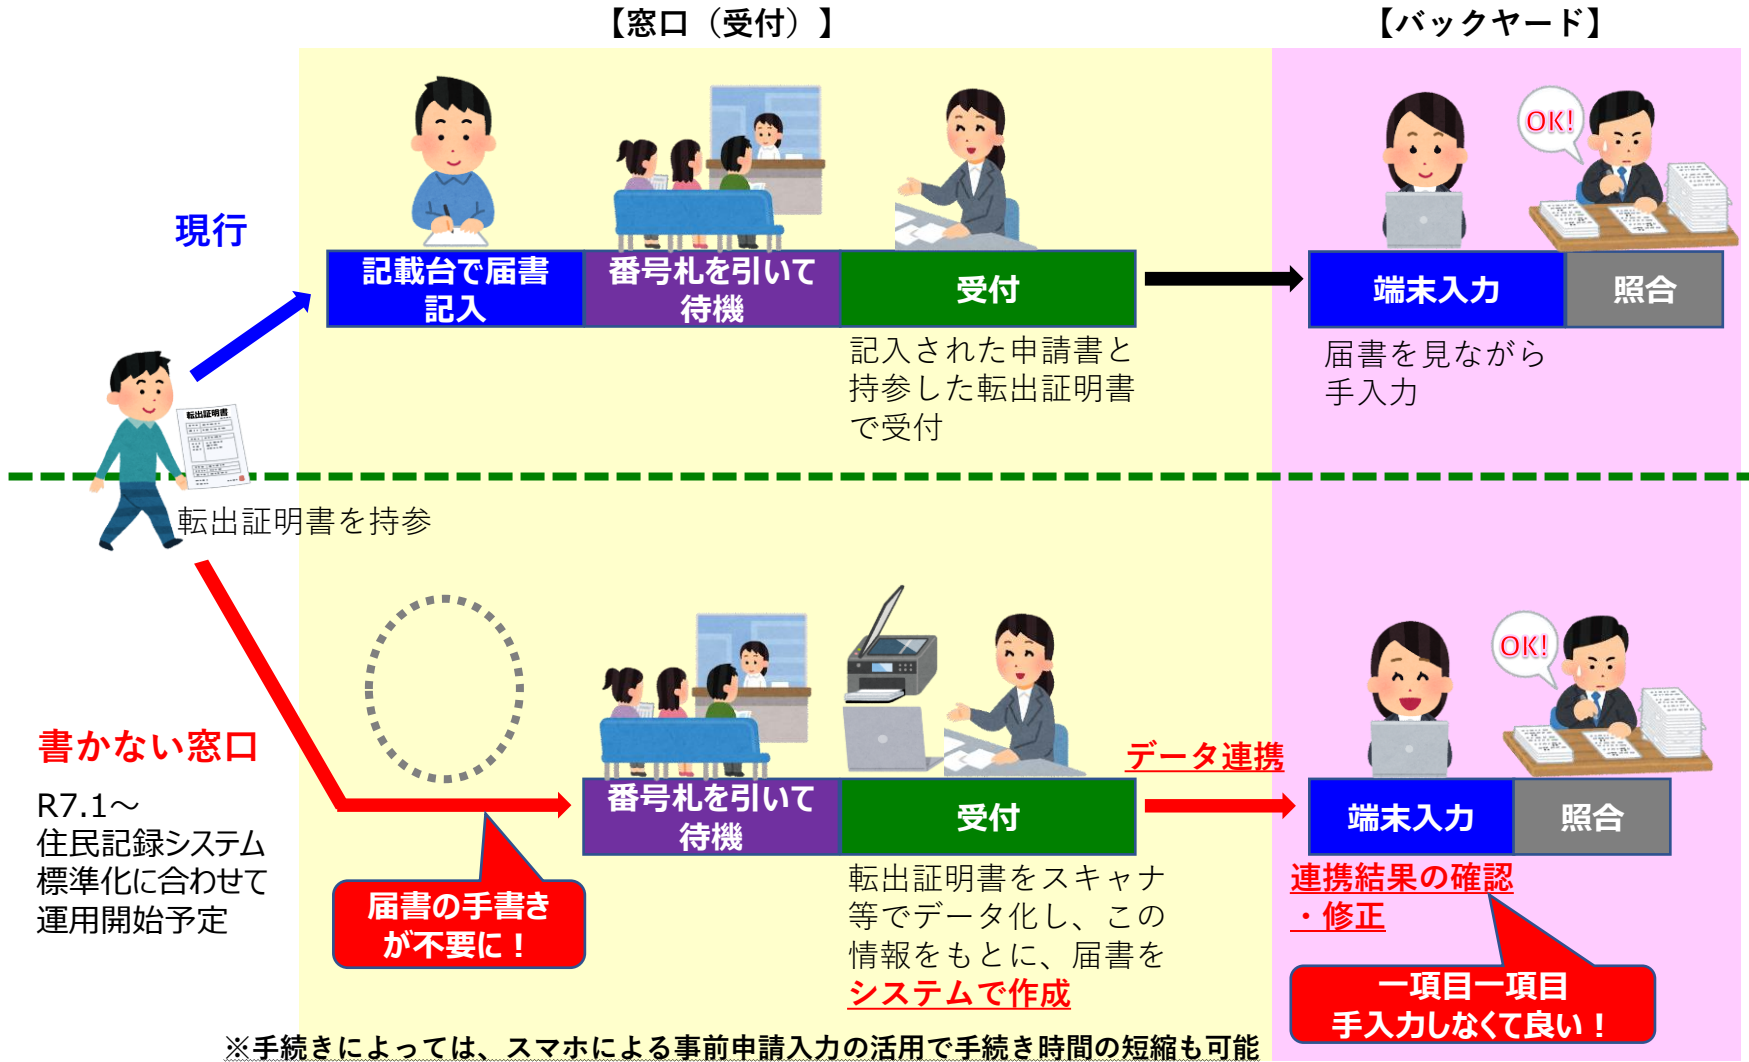 【窓口（受付）】
【バックヤード】
現行
OK!
記載台で届書
記入
番号札を引いて
待機
受付
端末入力
照合
記入された申請書と
持参した転出証明書
で受付
届書を見ながら
手入力
転出証明書
転出証明書を持参
書かない窓口
R7.1～
住民記録システム
標準化に合わせて
運用開始予定
OK!
データ連携
番号札を引いて
待機
受付
端末入力
照合
届書の手書き
が不要に！
転出証明書をスキャナ
等でデータ化し、この
情報をもとに、届書を
システムで作成
連携結果の確認
・修正
一項目一項目
手入力しなくて良い！
※手続きによっては、スマホによる事前申請入力の活用で手続き時間の短縮も可能